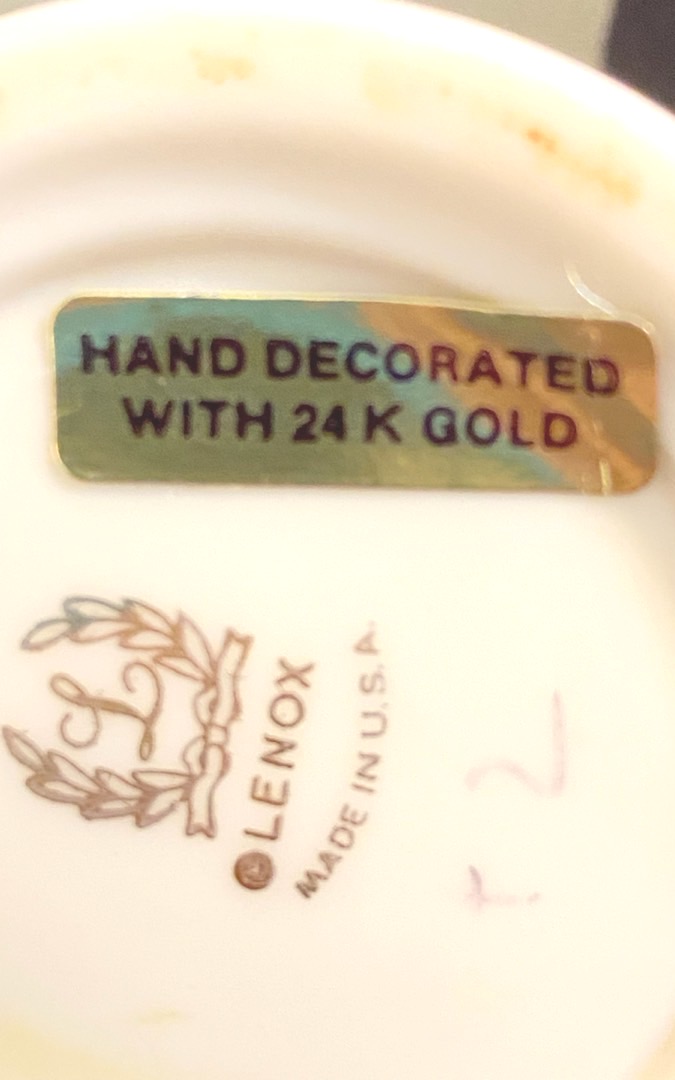 HAND DECORATED
WITH 24 K GOLD
L
® LENOX
MADE IN U.S.A.